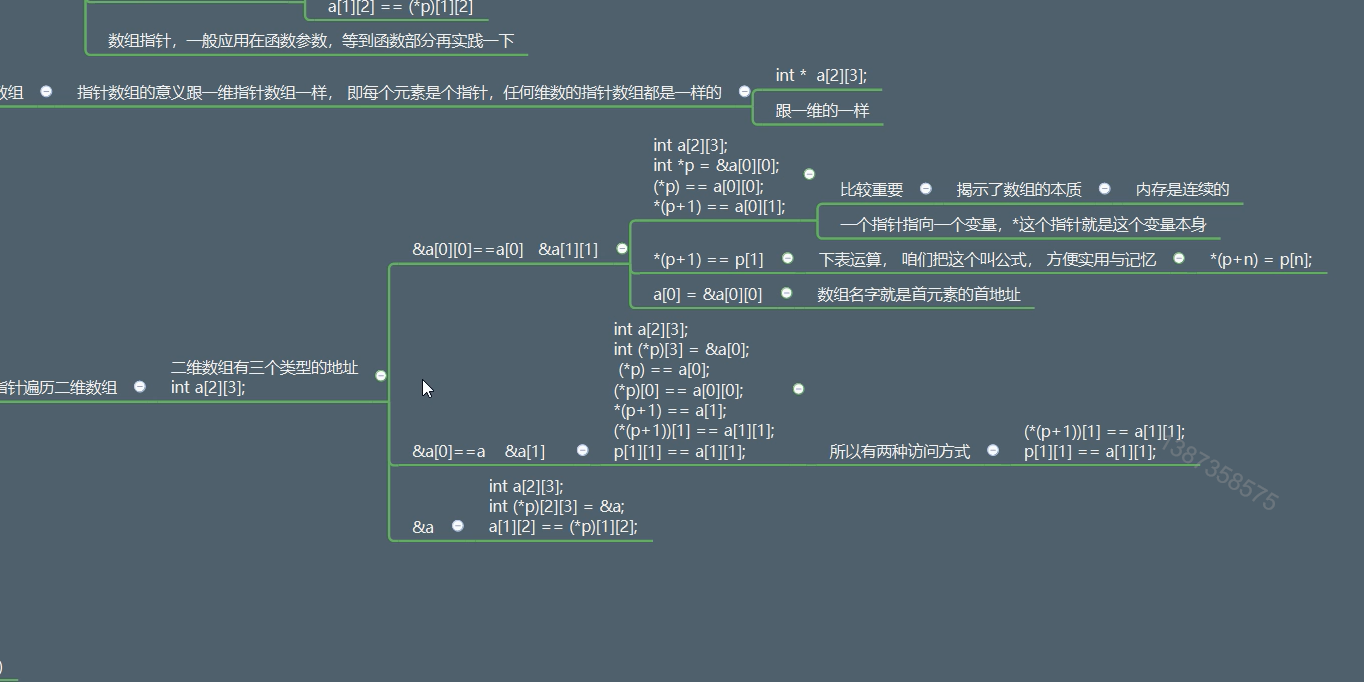 a[1][2] == (*p)[1][2]
数组指针，一般应用在函数参数，等到函数部分再实践一下
数组
指针数组的意义跟一维指针数组一样， 即每个元素是个指针，任何维数的指针数组都是一样的
int * a[2][3];
跟一维的一样
int a[2][3];
int *p = &a[0][0];
(*p) == a[0][0];
*(p+1) == a[0][1];
比较重要
揭示了数组的本质
内存是连续的
一个指针指向一个变量，*这个指针就是这个变量本身
&a[0][0]==a[0] &a[1][1]
*(p+1) == p[1]
下表运算， 咱们把这个叫公式， 方便实用与记忆
*(p+n) = p[n];
a[0] = &a[0][0]
数组名字就是首元素的首地址
指针遍历二维数组
二维数组有三个类型的地址
int a[2][3];
int a[2][3];
int (*p)[3] = &a[0];
(*p) == a[0];
(*p)[0] == a[0][0];
*(p+1) == a[1];
(*(p+1))[1] == a[1][1];
p[1][1] == a[1][1];
&a[0]==a &a[1]
所以有两种访问方式
(*(p+1))[1] == a[1][1];
p[1][1] == a[1][1];
1387358575
&a
int a[2][3];
int (*p)[2][3] = &a;
a[1][2] == (*p)[1][2];
)